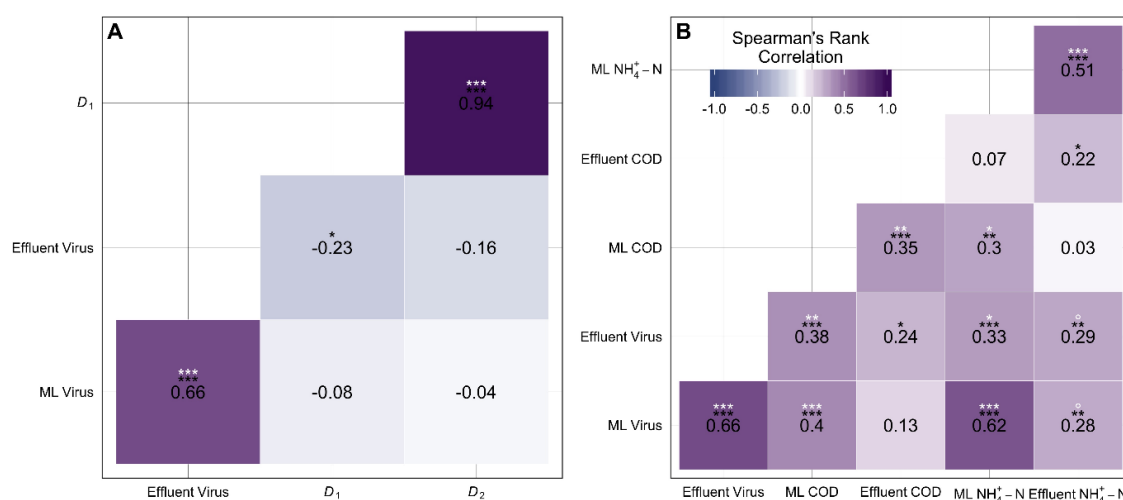 A
D₁
Effluent Virus
ML Virus
***
***
0.94
*
-0.23
-0.16
***
***
0.66
-0.08
-0.04
Effluent Virus
D₁
D₂
B
Spearman's Rank
Correlation
-1.0 -0.5 0.0 0.5 1.0
ML NH₄⁺ – N
Effluent COD
ML COD
Effluent Virus
ML Virus
***
***
0.51
0.07
*
0.22
**
***
0.35
*
**
0.3
0.03
**
***
0.38
*
0.24
*
***
0.33
°
**
0.29
***
***
0.66
***
***
0.4
0.13
***
***
0.62
°
**
0.28
Effluent Virus
ML COD
Effluent COD
ML NH₄⁺ – N
Effluent NH₄⁺ – N